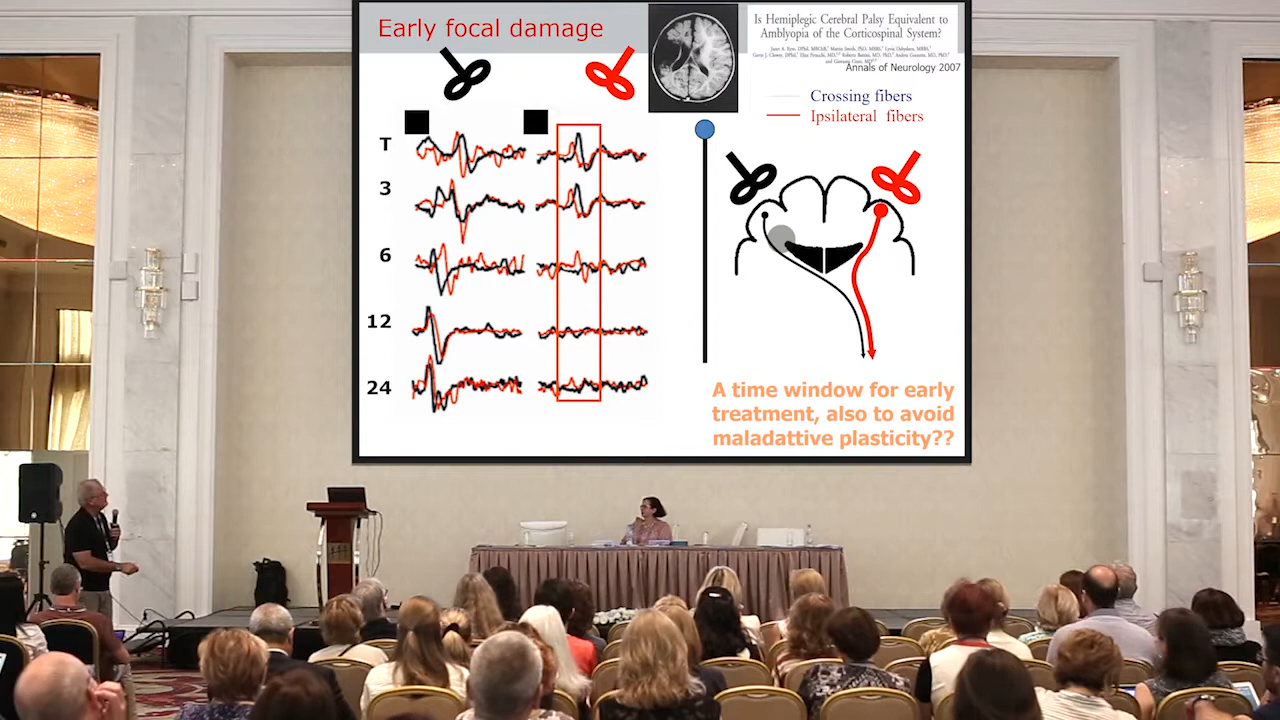 Early focal damage
Is Hemiplegic Cerebral Palsy Equivalent to
Amblyopia of the Corticospinal System?
Annals of Neurology 2007
Crossing fibers
Ipsilateral fibers
T
3
6
12
24
A time window for early
treatment, also to avoid
maladattive plasticity??